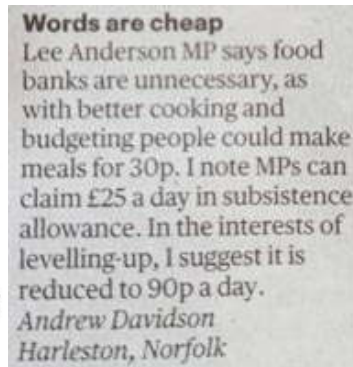 Words are cheap
Lee Anderson MP says food
banks are unnecessary, as
with better cooking and
budgeting people could make
meals for 30p. I note MPs can
claim £25 a day in subsistence
allowance. In the interests of
levelling-up, I suggest it is
reduced to 90p a day.
Andrew Davidson
Harleston, Norfolk